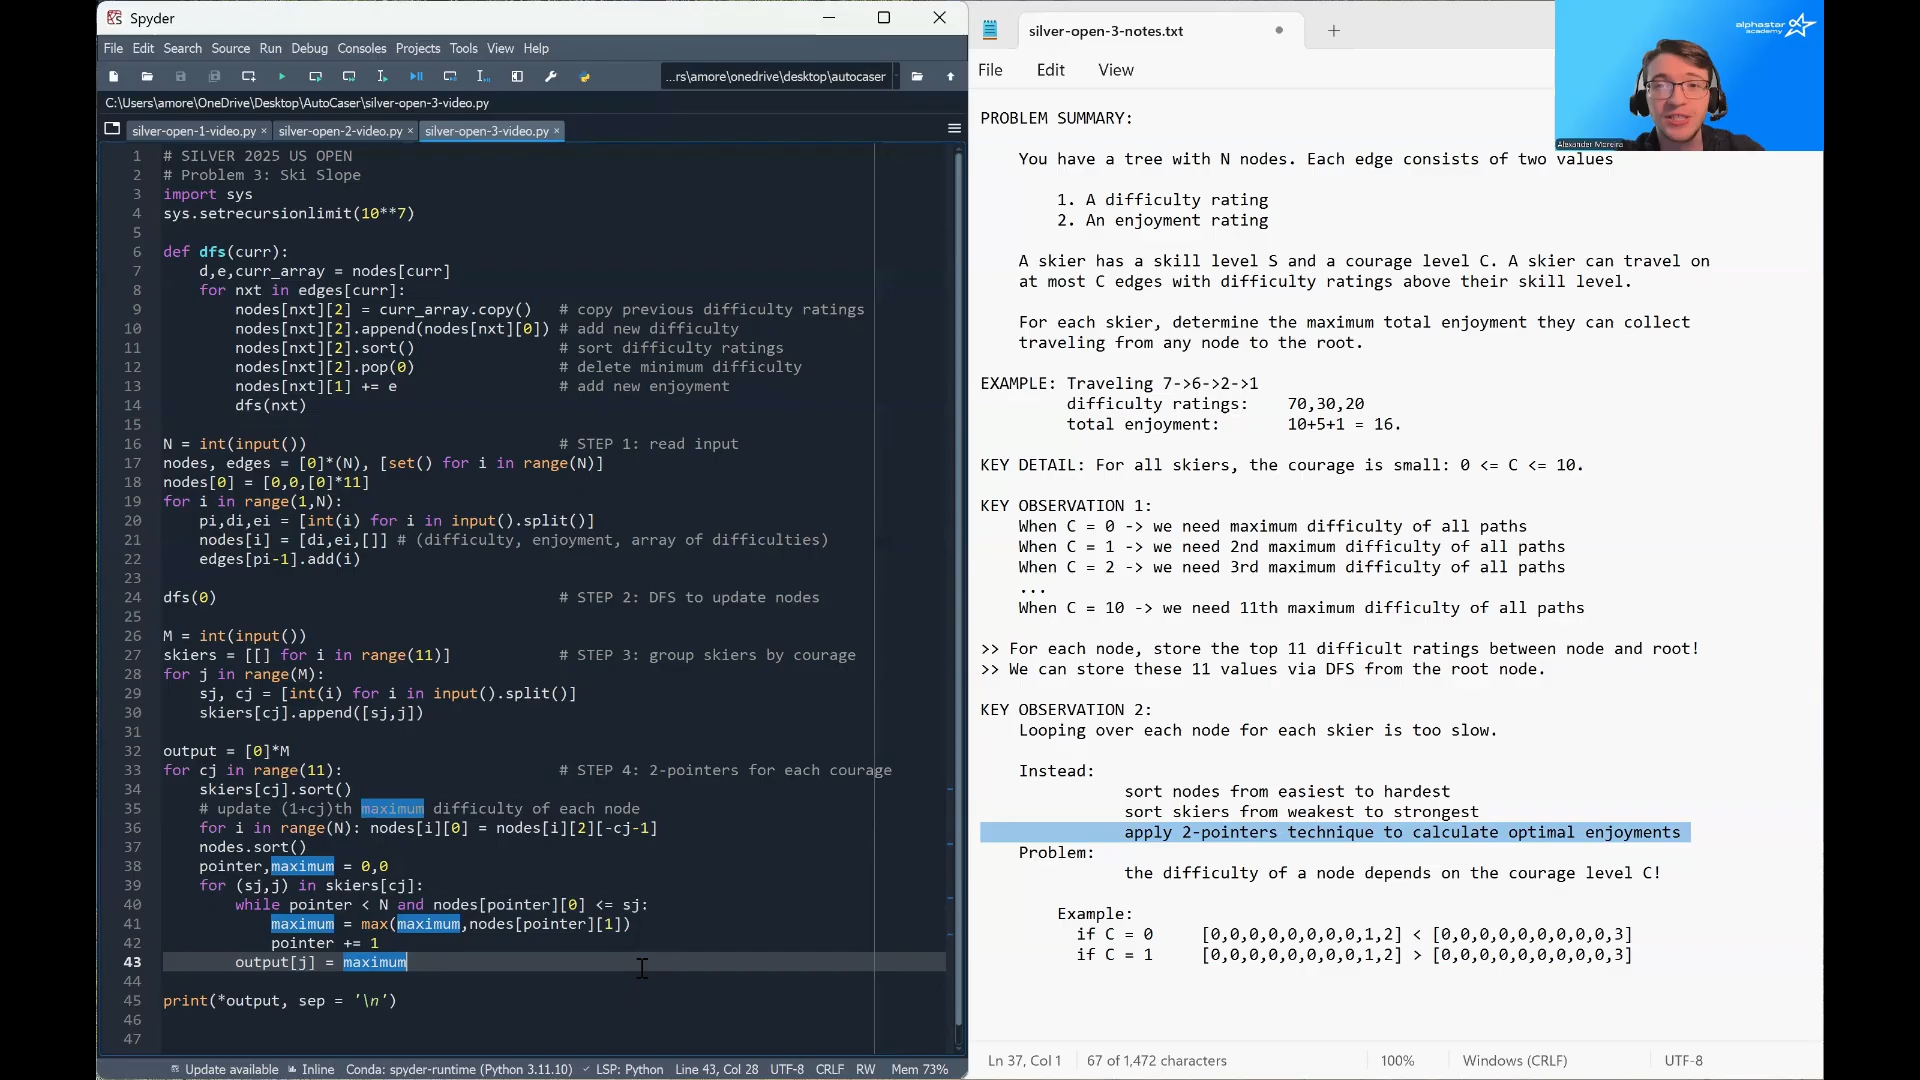 Spyder
File Edit Search Source Run Debug Consoles Projects Tools View Help
...rs\amore\onedrive\desktop\autocaser
C:\Users\amore\OneDrive\Desktop\AutoCaser\silver-open-3-video.py
silver-open-1-video.py × silver-open-2-video.py × silver-open-3-video.py ×
1 # SILVER 2025 US OPEN
2 # Problem 3: Ski Slope
3 import sys
4 sys.setrecursionlimit(10**7)
5
6 def dfs(curr):
7 d,e,curr_array = nodes[curr]
8 for nxt in edges[curr]:
9 nodes[nxt][2] = curr_array.copy() # copy previous difficulty ratings
10 nodes[nxt][2].append(nodes[nxt][0]) # add new difficulty
11 nodes[nxt][2].sort() # sort difficulty ratings
12 nodes[nxt][2].pop(0) # delete minimum difficulty
13 nodes[nxt][1] += e # add new enjoyment
14 dfs(nxt)
15
16 N = int(input()) # STEP 1: read input
17 nodes, edges = [0]*(N), [set() for i in range(N)]
18 nodes[0] = [0,0,[0]*11]
19 for i in range(1,N):
20 pi,di,ei = [int(i) for i in input().split()]
21 nodes[i] = [di,ei,[]] # (difficulty, enjoyment, array of difficulties)
22 edges[pi-1].add(i)
23
24 dfs(0) # STEP 2: DFS to update nodes
25
26 M = int(input())
27 skiers = [[] for i in range(11)] # STEP 3: group skiers by courage
28 for j in range(M):
29 sj, cj = [int(i) for i in input().split()]
30 skiers[cj].append([sj,j])
31
32 output = [0]*M
33 for cj in range(11): # STEP 4: 2-pointers for each courage
34 skiers[cj].sort()
35 # update (1+cj)th maximum difficulty of each node
36 for i in range(N): nodes[i][0] = nodes[i][2][-cj-1]
37 nodes.sort()
38 pointer,maximum = 0,0
39 for (sj,j) in skiers[cj]:
40 while pointer < N and nodes[pointer][0] <= sj:
41 maximum = max(maximum,nodes[pointer][1])
42 pointer += 1
43 output[j] = maximum
44
45 print(*output, sep = '\n')
46
47
Update available Inline Conda: spyder-runtime (Python 3.11.10) ✓ LSP: Python Line 43, Col 28 UTF-8 CRLF RW Mem 73%
silver-open-3-notes.txt
File Edit View
PROBLEM SUMMARY:
You have a tree with N nodes. Each edge consists of two values
1. A difficulty rating
2. An enjoyment rating
A skier has a skill level S and a courage level C. A skier can travel on
at most C edges with difficulty ratings above their skill level.
For each skier, determine the maximum total enjoyment they can collect
traveling from any node to the root.
EXAMPLE: Traveling 7->6->2->1
difficulty ratings: 70,30,20
total enjoyment: 10+5+1 = 16.
KEY DETAIL: For all skiers, the courage is small: 0 <= C <= 10.
KEY OBSERVATION 1:
When C = 0 -> we need maximum difficulty of all paths
When C = 1 -> we need 2nd maximum difficulty of all paths
When C = 2 -> we need 3rd maximum difficulty of all paths
...
When C = 10 -> we need 11th maximum difficulty of all paths
>> For each node, store the top 11 difficult ratings between node and root!
>> We can store these 11 values via DFS from the root node.
KEY OBSERVATION 2:
Looping over each node for each skier is too slow.
Instead:
sort nodes from easiest to hardest
sort skiers from weakest to strongest
apply 2-pointers technique to calculate optimal enjoyments
Problem:
the difficulty of a node depends on the courage level C!
Example:
if C = 0 [0,0,0,0,0,0,0,0,1,2] < [0,0,0,0,0,0,0,0,0,3]
if C = 1 [0,0,0,0,0,0,0,0,1,2] > [0,0,0,0,0,0,0,0,0,3]
Ln 37, Col 1 67 of 1,472 characters 100% Windows (CRLF) UTF-8
alphastar academy
Alexander Moreira